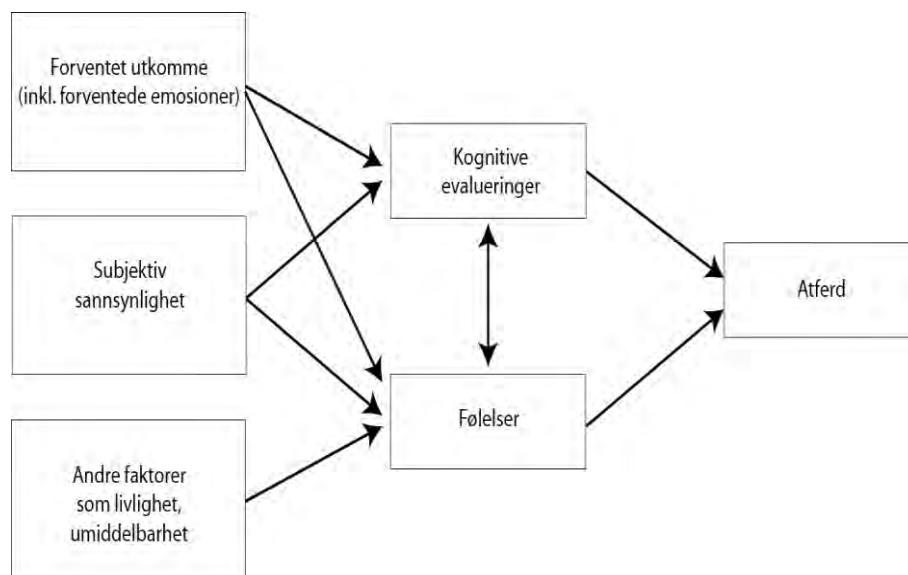 Forventet utkomme
(inkl. forventede emosioner)
Subjektiv
sannsynlighet
Andre faktorer
som livlighet,
umiddelbarhet
Kognitive
evalueringer
Følelser
Atferd